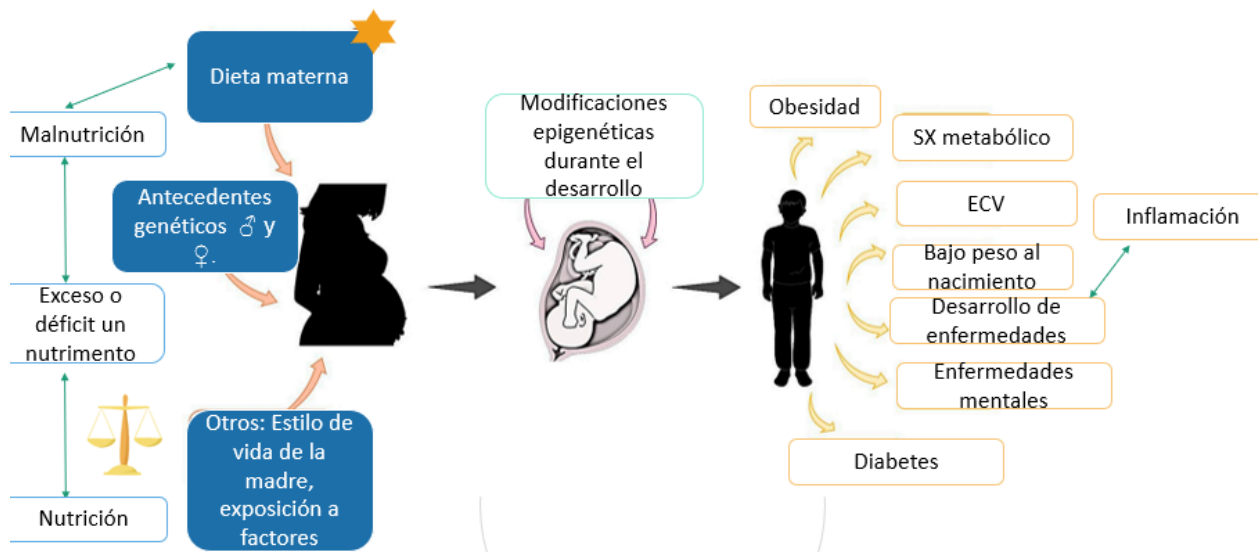 Dieta materna
Malnutrición
Antecedentes
genéticos ♂ y
♀.
Exceso o
déficit un
nutrimento
Otros: Estilo de
vida de la
madre,
exposición a
factores
Nutrición
Modificaciones
epigenéticas
durante el
desarrollo
Obesidad
SX metabólico
ECV
Inflamación
Bajo peso al
nacimiento
Desarrollo de
enfermedades
Enfermedades
mentales
Diabetes